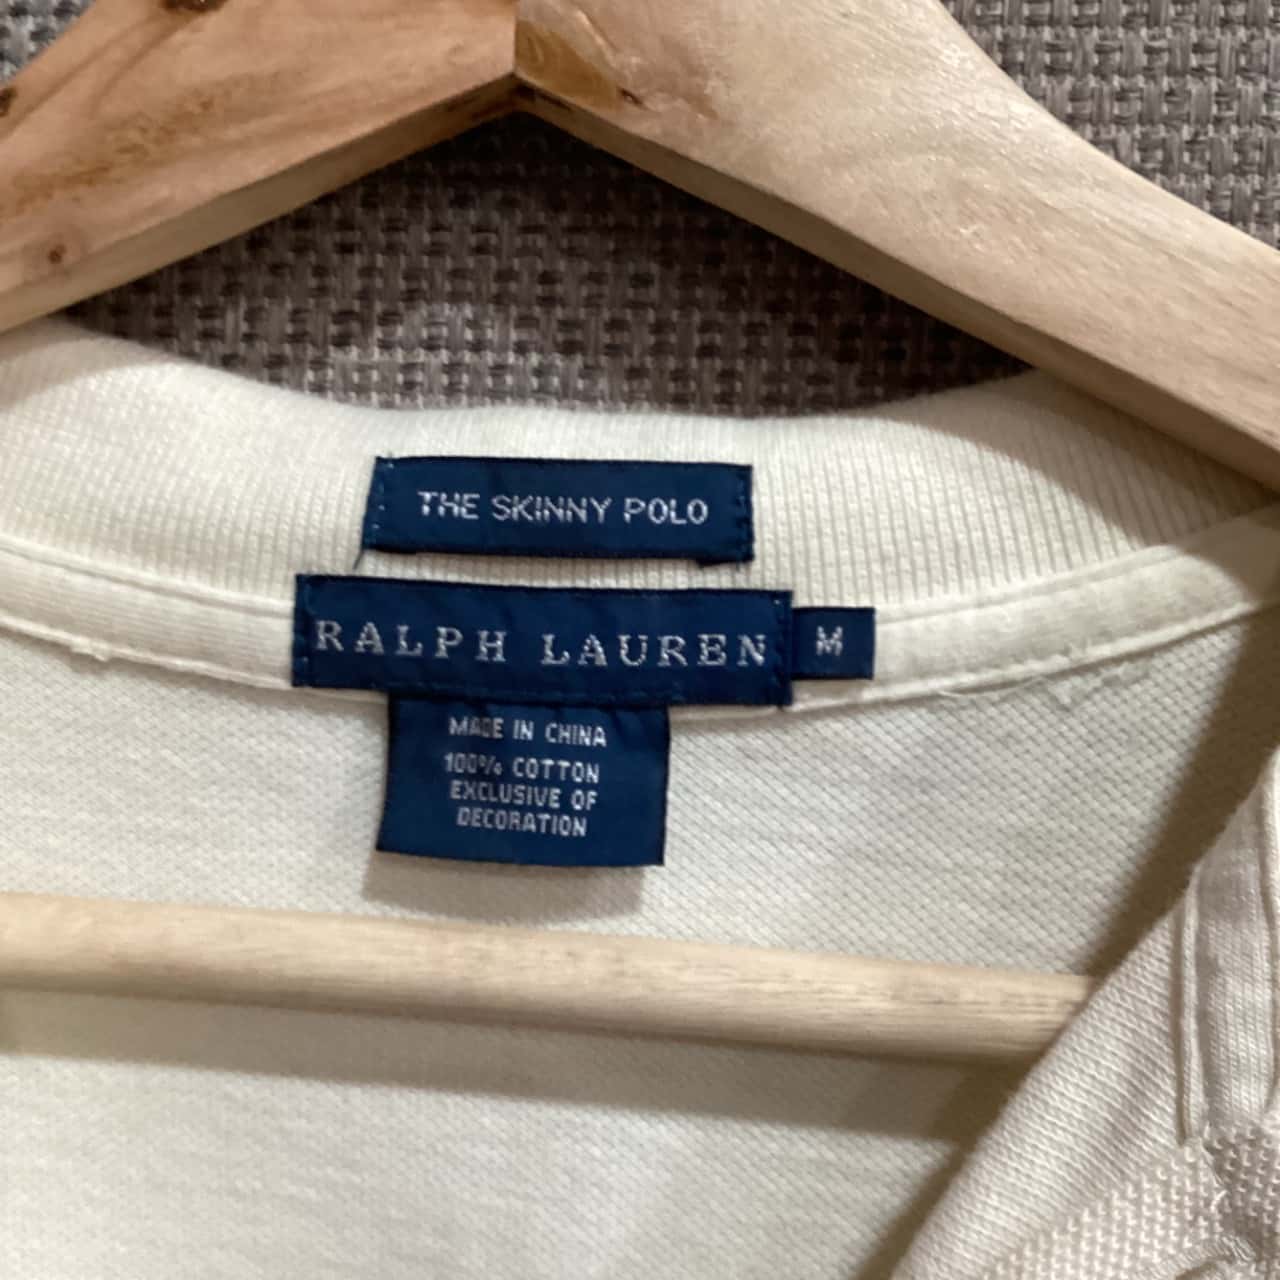 THE SKINNY POLO
RALPH LAUREN
M
MADE IN CHINA
100% COTTON
EXCLUSIVE OF
DECORATION